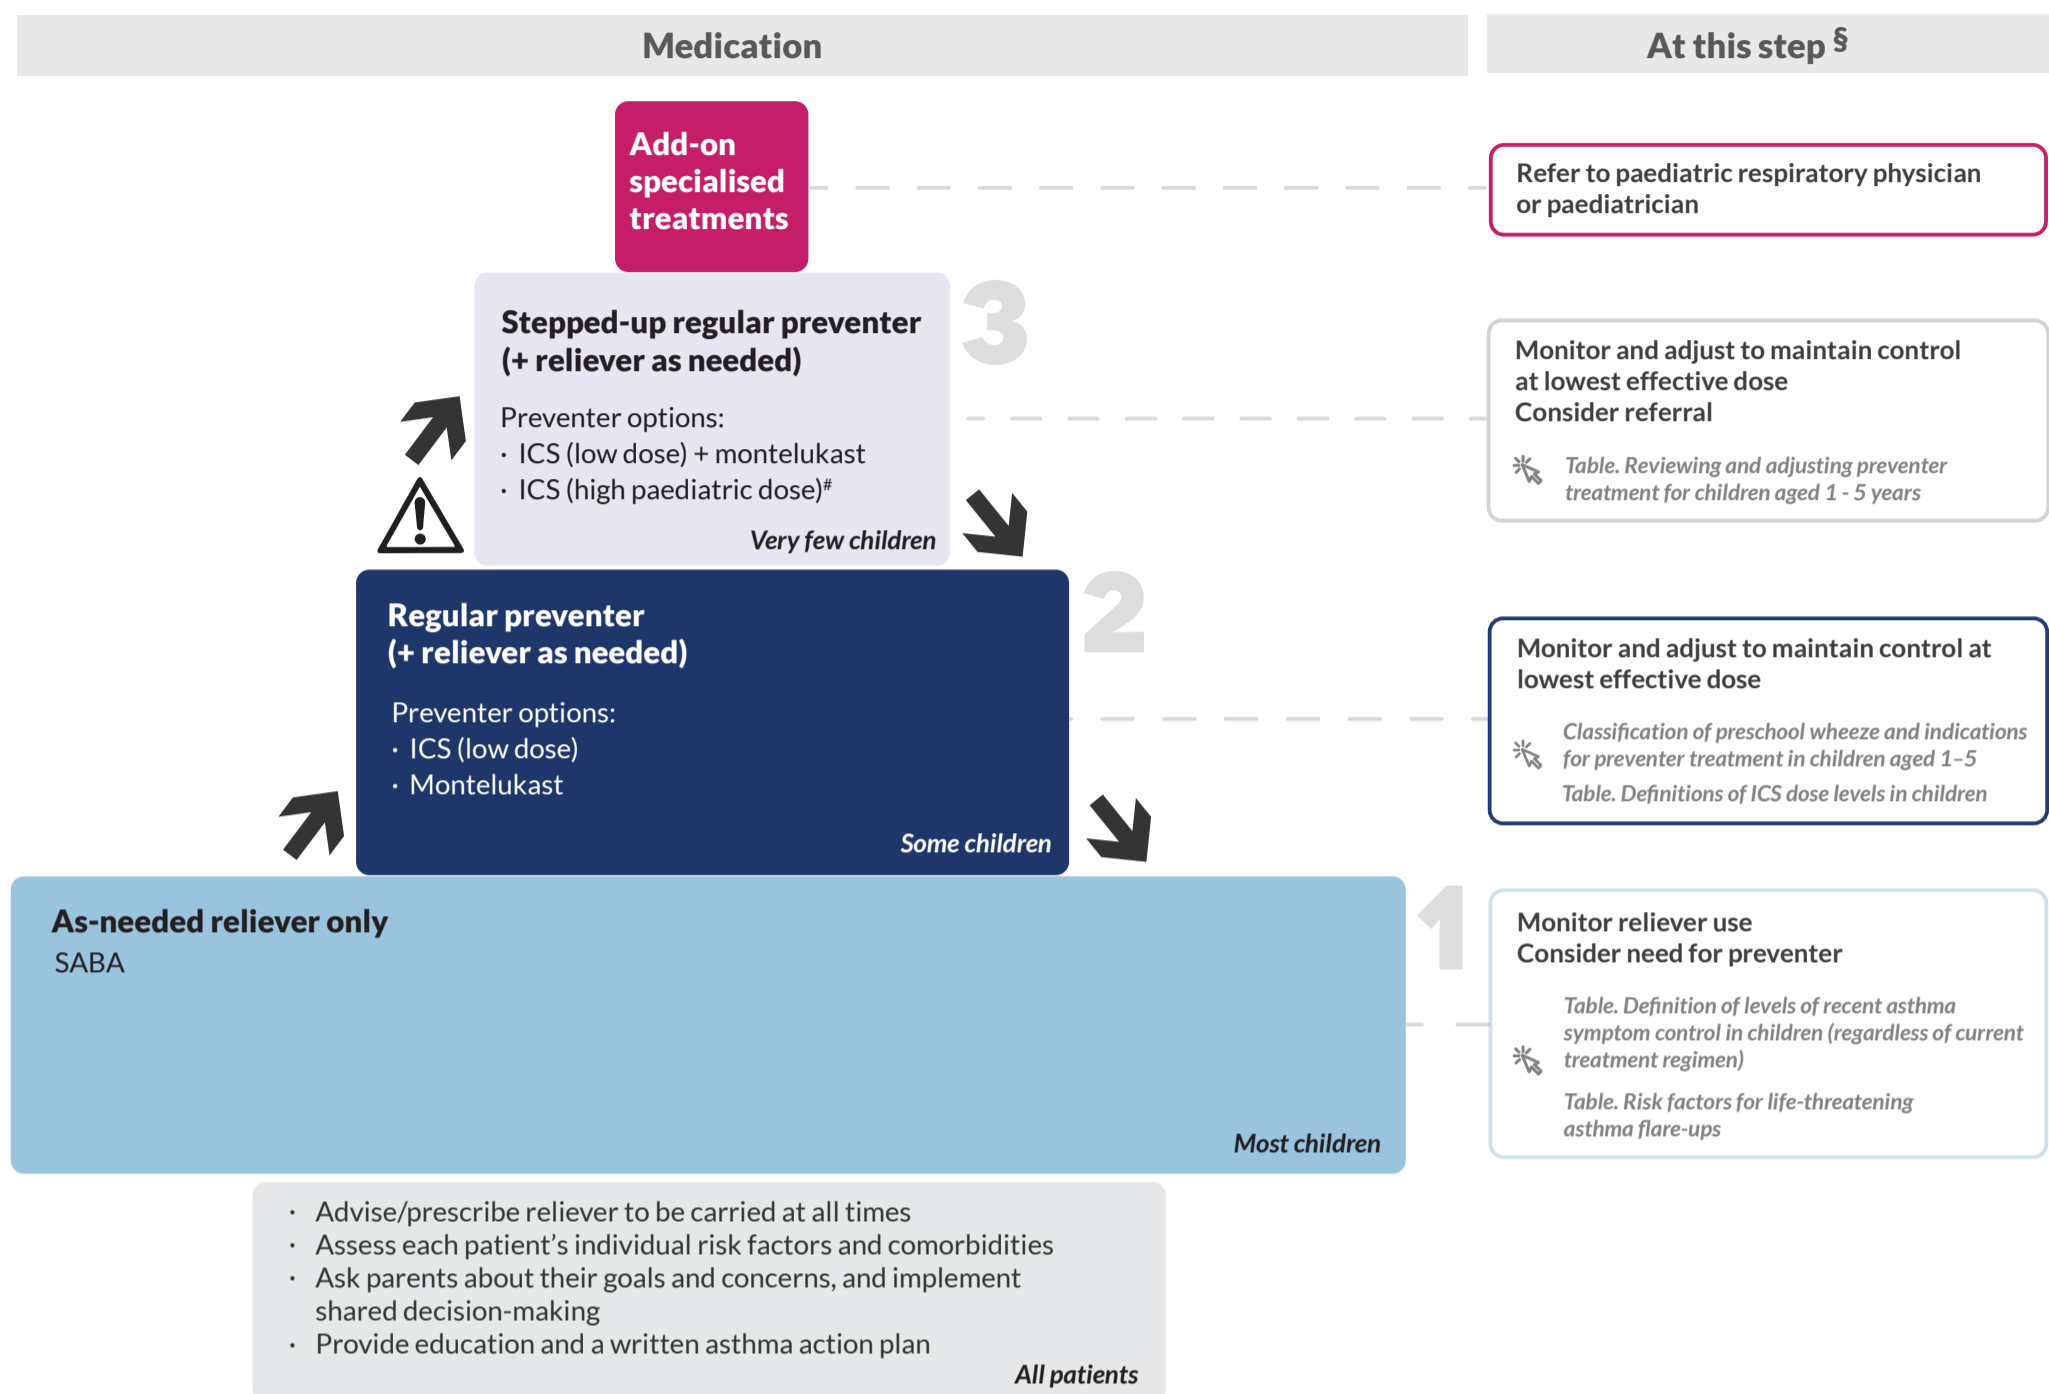 Medication
At this step §
Add-on
specialised
treatments
Refer to paediatric respiratory physician
or paediatrician
3
Stepped-up regular preventer
(+ reliever as needed)
Preventer options:
· ICS (low dose) + montelukast
· ICS (high paediatric dose)#
Very few children
Monitor and adjust to maintain control
at lowest effective dose
Consider referral
Table. Reviewing and adjusting preventer
treatment for children aged 1 - 5 years
2
Regular preventer
(+ reliever as needed)
Preventer options:
· ICS (low dose)
· Montelukast
Some children
Monitor and adjust to maintain control at
lowest effective dose
Classification of preschool wheeze and indications
for preventer treatment in children aged 1–5
Table. Definitions of ICS dose levels in children
1
As-needed reliever only
SABA
Most children
Monitor reliever use
Consider need for preventer
Table. Definition of levels of recent asthma
symptom control in children (regardless of current
treatment regimen)
Table. Risk factors for life-threatening
asthma flare-ups
· Advise/prescribe reliever to be carried at all times
· Assess each patient’s individual risk factors and comorbidities
· Ask parents about their goals and concerns, and implement
shared decision-making
· Provide education and a written asthma action plan
All patients